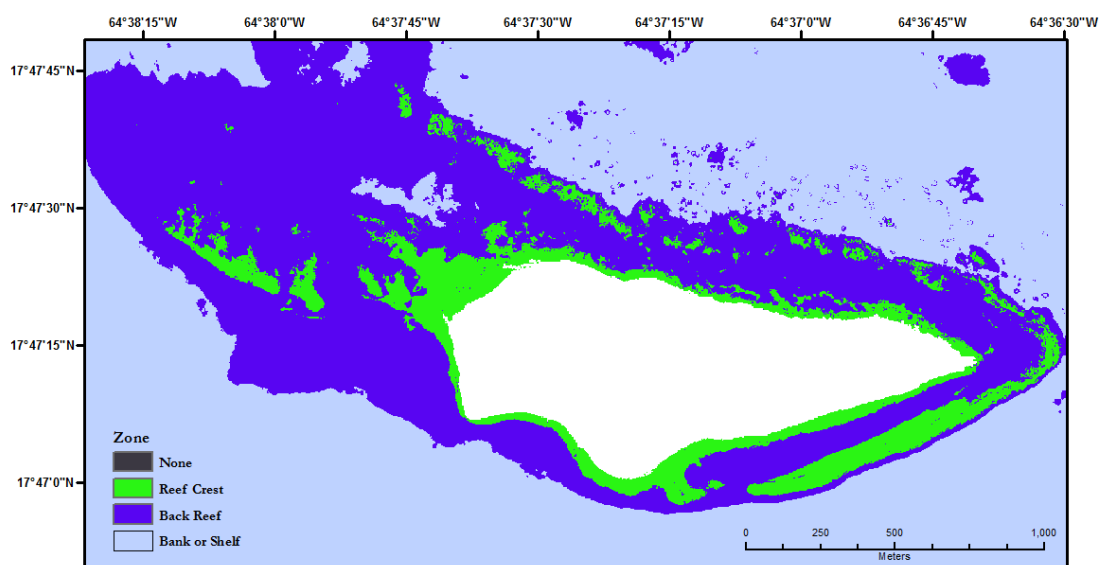 64°38'15"W 64°38'0"W 64°37'45"W 64°37'30"W 64°37'15"W 64°37'0"W 64°36'45"W 64°36'30"W
17°47'45"N
17°47'30"N
17°47'15"N
17°47'0"N
Zone
None
Reef Crest
Back Reef
Bank or Shelf
0 250 500 1,000
Meters